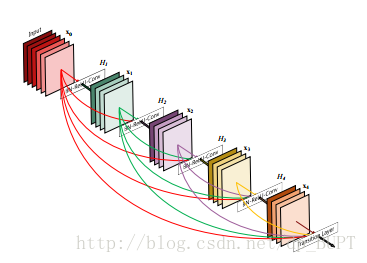 Input
x₀
H₁
BN-ReLU-Conv
x₁
H₂
BN-ReLU-Conv
x₂
H₃
BN-ReLU-Conv
x₃
H₄
BN-ReLU-Conv
x₄
Transition Layer
http://blog.csdn.net/